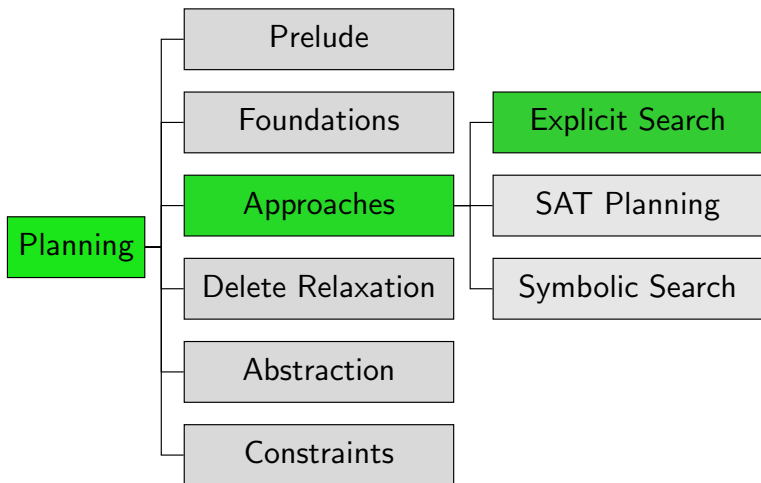 Planning
Prelude
Foundations
Approaches
Delete Relaxation
Abstraction
Constraints
Explicit Search
SAT Planning
Symbolic Search